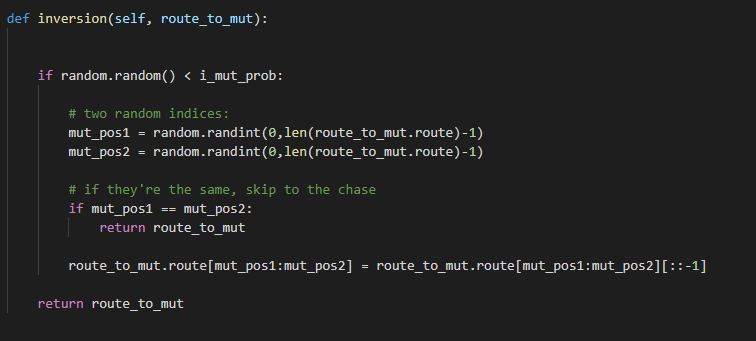 def inversion(self, route_to_mut):
if random.random() < i_mut_prob:
# two random indices:
mut_pos1 = random.randint(0,len(route_to_mut.route)-1)
mut_pos2 = random.randint(0,len(route_to_mut.route)-1)
# if they're the same, skip to the chase
if mut_pos1 == mut_pos2:
return route_to_mut
route_to_mut.route[mut_pos1:mut_pos2] = route_to_mut.route[mut_pos1:mut_pos2][::-1]
return route_to_mut